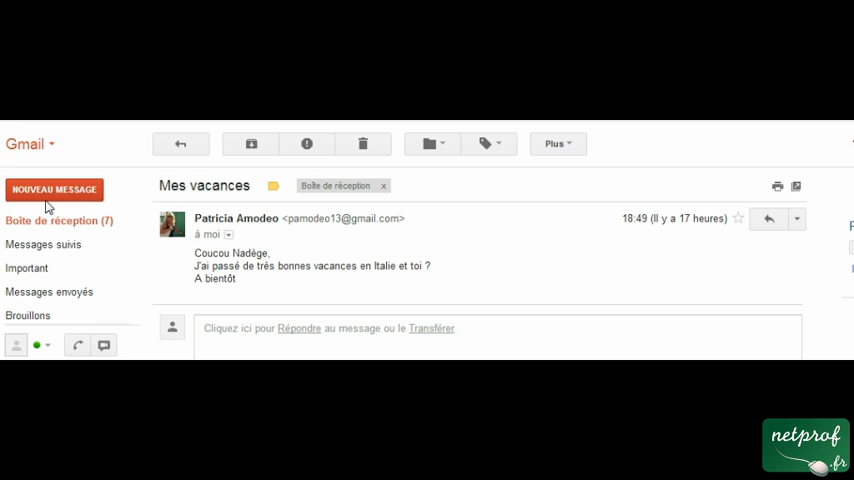 Gmail
Plus
NOUVEAU MESSAGE
Mes vacances
Boîte de réception x
Boîte de réception (7)
Patricia Amodeo <pamodeo13@gmail.com>
18:49 (Il y a 17 heures)
à moi
Messages suivis
Coucou Nadège,
J'ai passé de très bonnes vacances en Italie et toi ?
A bientôt
Important
Messages envoyés
Brouillons
Cliquez ici pour Répondre au message ou le Transférer.
netprof
.fr